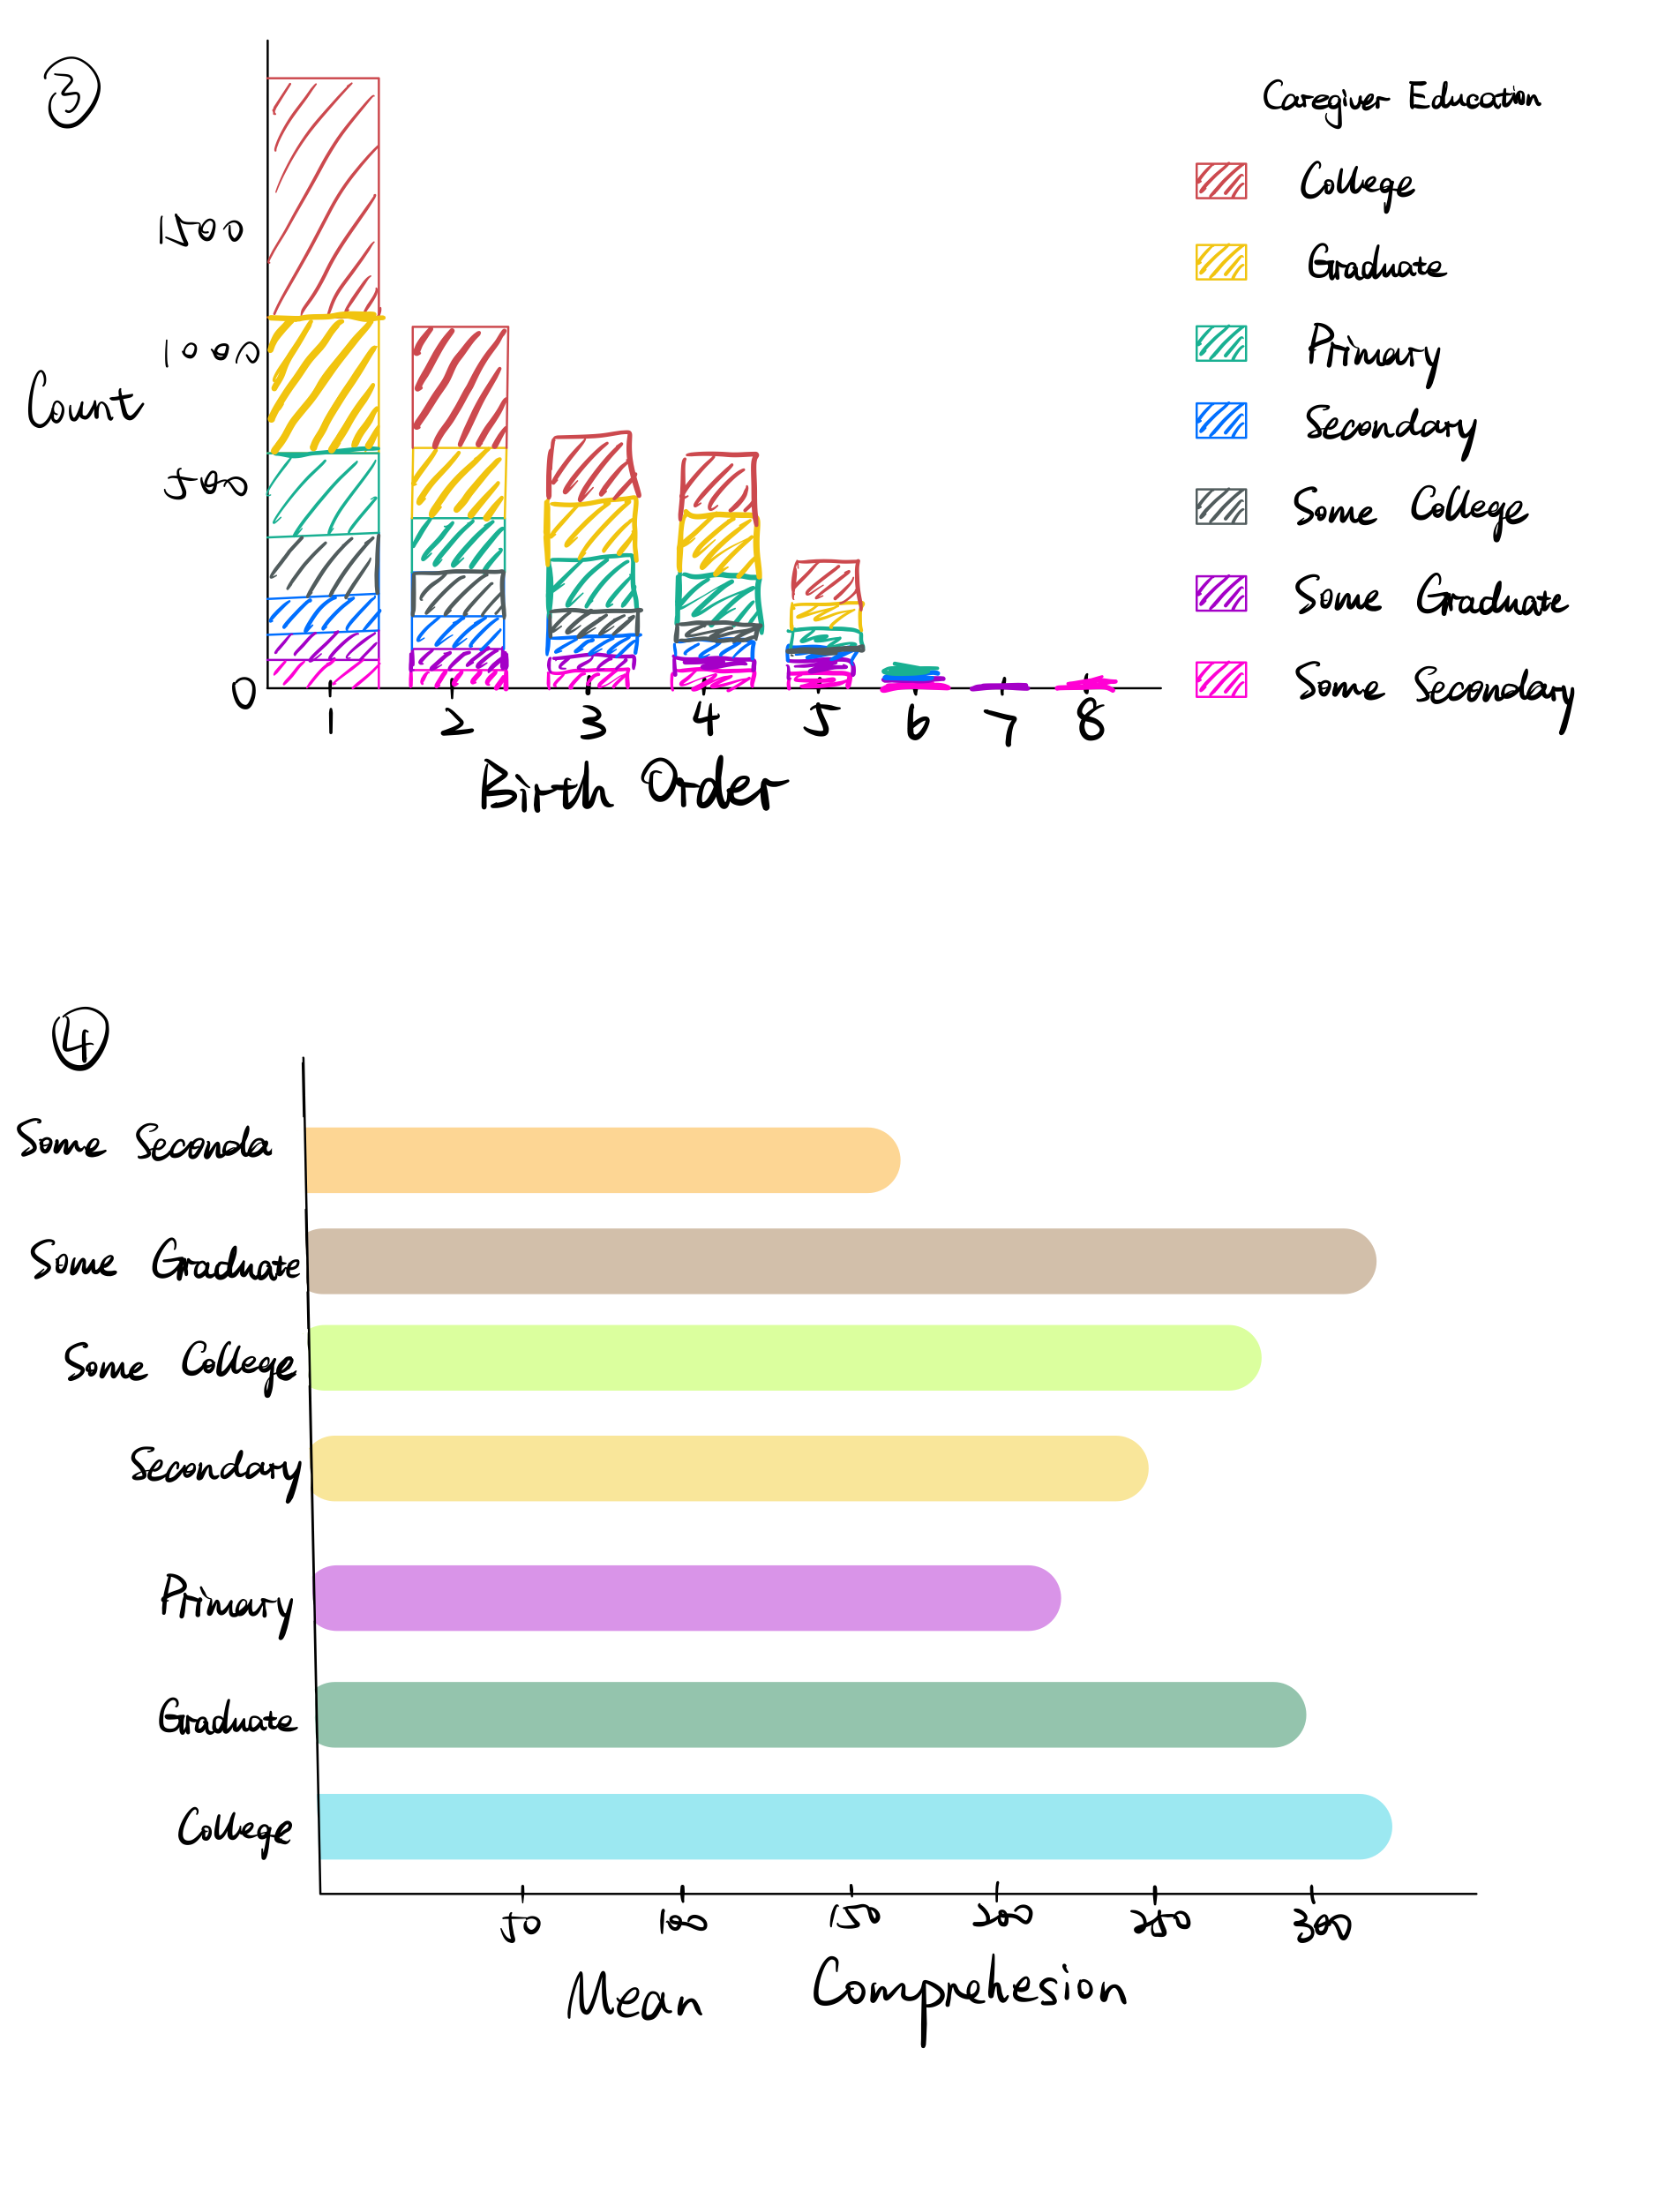 ③
1500
1000
Count
500
0
1 2 3 4 5 6 7 8
Birth Order
Caregiver Education
College
Graduate
Primary
Secondary
Some College
Some Graduate
Some Secondary
④
Some Seconda
Some Graduate
Some College
Secondary
Primary
Graduate
College
50 100 150 200 250 300
Mean Comprehesion